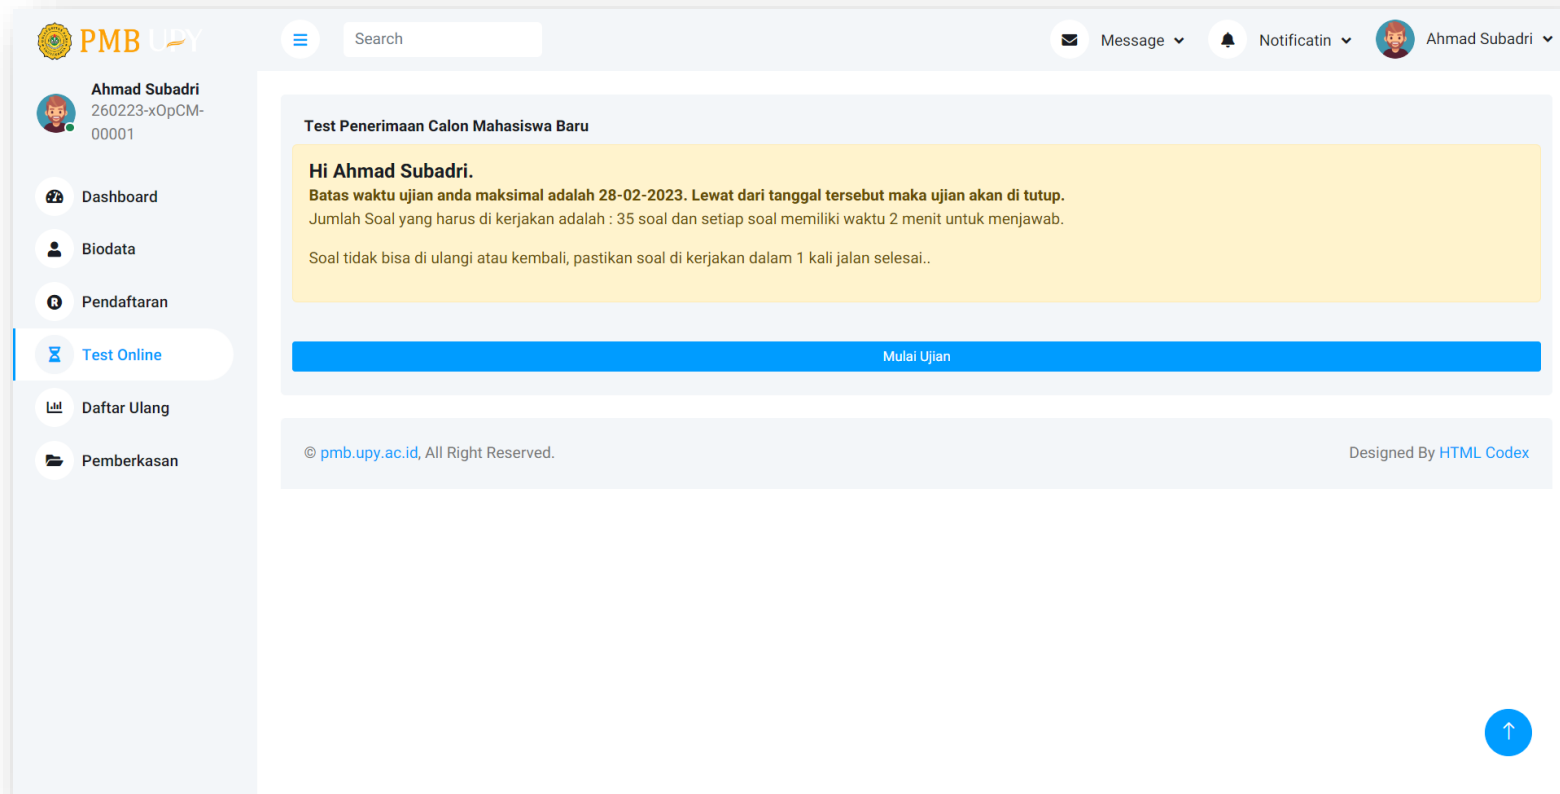 PMB UPY
Search
Message
Notificatin
Ahmad Subadri
Ahmad Subadri
260223-xOpCM-
00001
Dashboard
Biodata
Pendaftaran
Test Online
Daftar Ulang
Pemberkasan
Test Penerimaan Calon Mahasiswa Baru
Hi Ahmad Subadri.
Batas waktu ujian anda maksimal adalah 28-02-2023. Lewat dari tanggal tersebut maka ujian akan di tutup.
Jumlah Soal yang harus di kerjakan adalah : 35 soal dan setiap soal memiliki waktu 2 menit untuk menjawab.
Soal tidak bisa di ulangi atau kembali, pastikan soal di kerjakan dalam 1 kali jalan selesai..
Mulai Ujian
© pmb.upy.ac.id, All Right Reserved.
Designed By HTML Codex